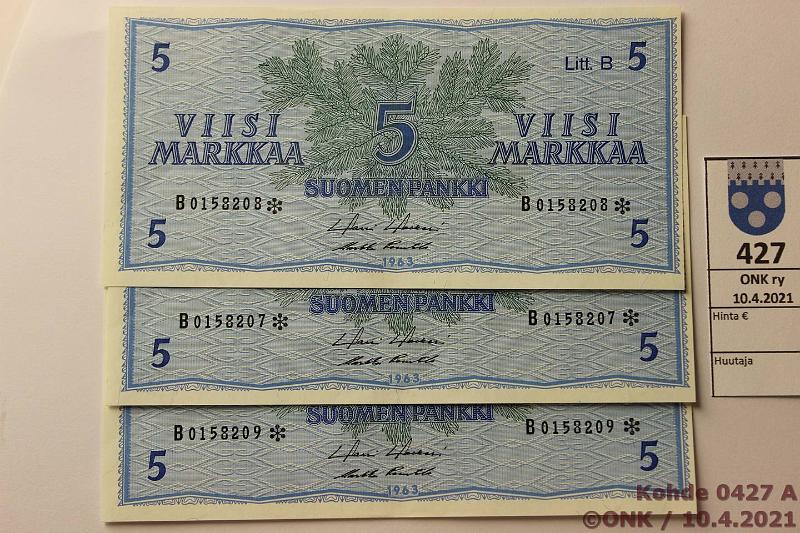 5 Litt. B 5
VIISI 5 VIISI
MARKKAA MARKKAA
SUOMEN PANKKI
B0158208* B0158208*
5 5
1963
SUOMEN PANKKI
B0158207* B0158207*
5 5
1963
SUOMEN PANKKI
B0158209* B0158209*
5 5
1963
427
ONK ry
10.4.2021
Hinta €
Huutaja
Kohde 0427 A
©ONK / 10.4.2021